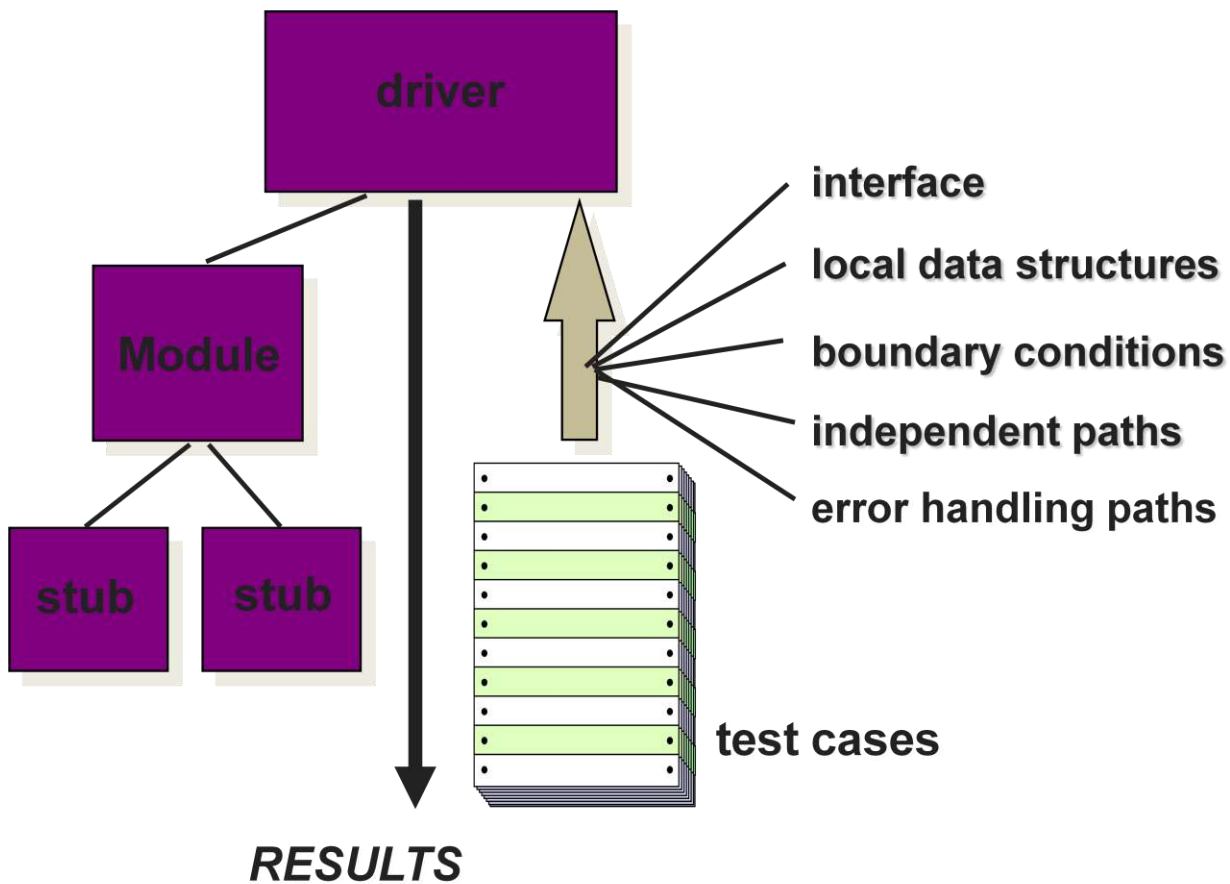 driver
interface
local data structures
Module
boundary conditions
independent paths
error handling paths
stub
stub
test cases
RESULTS